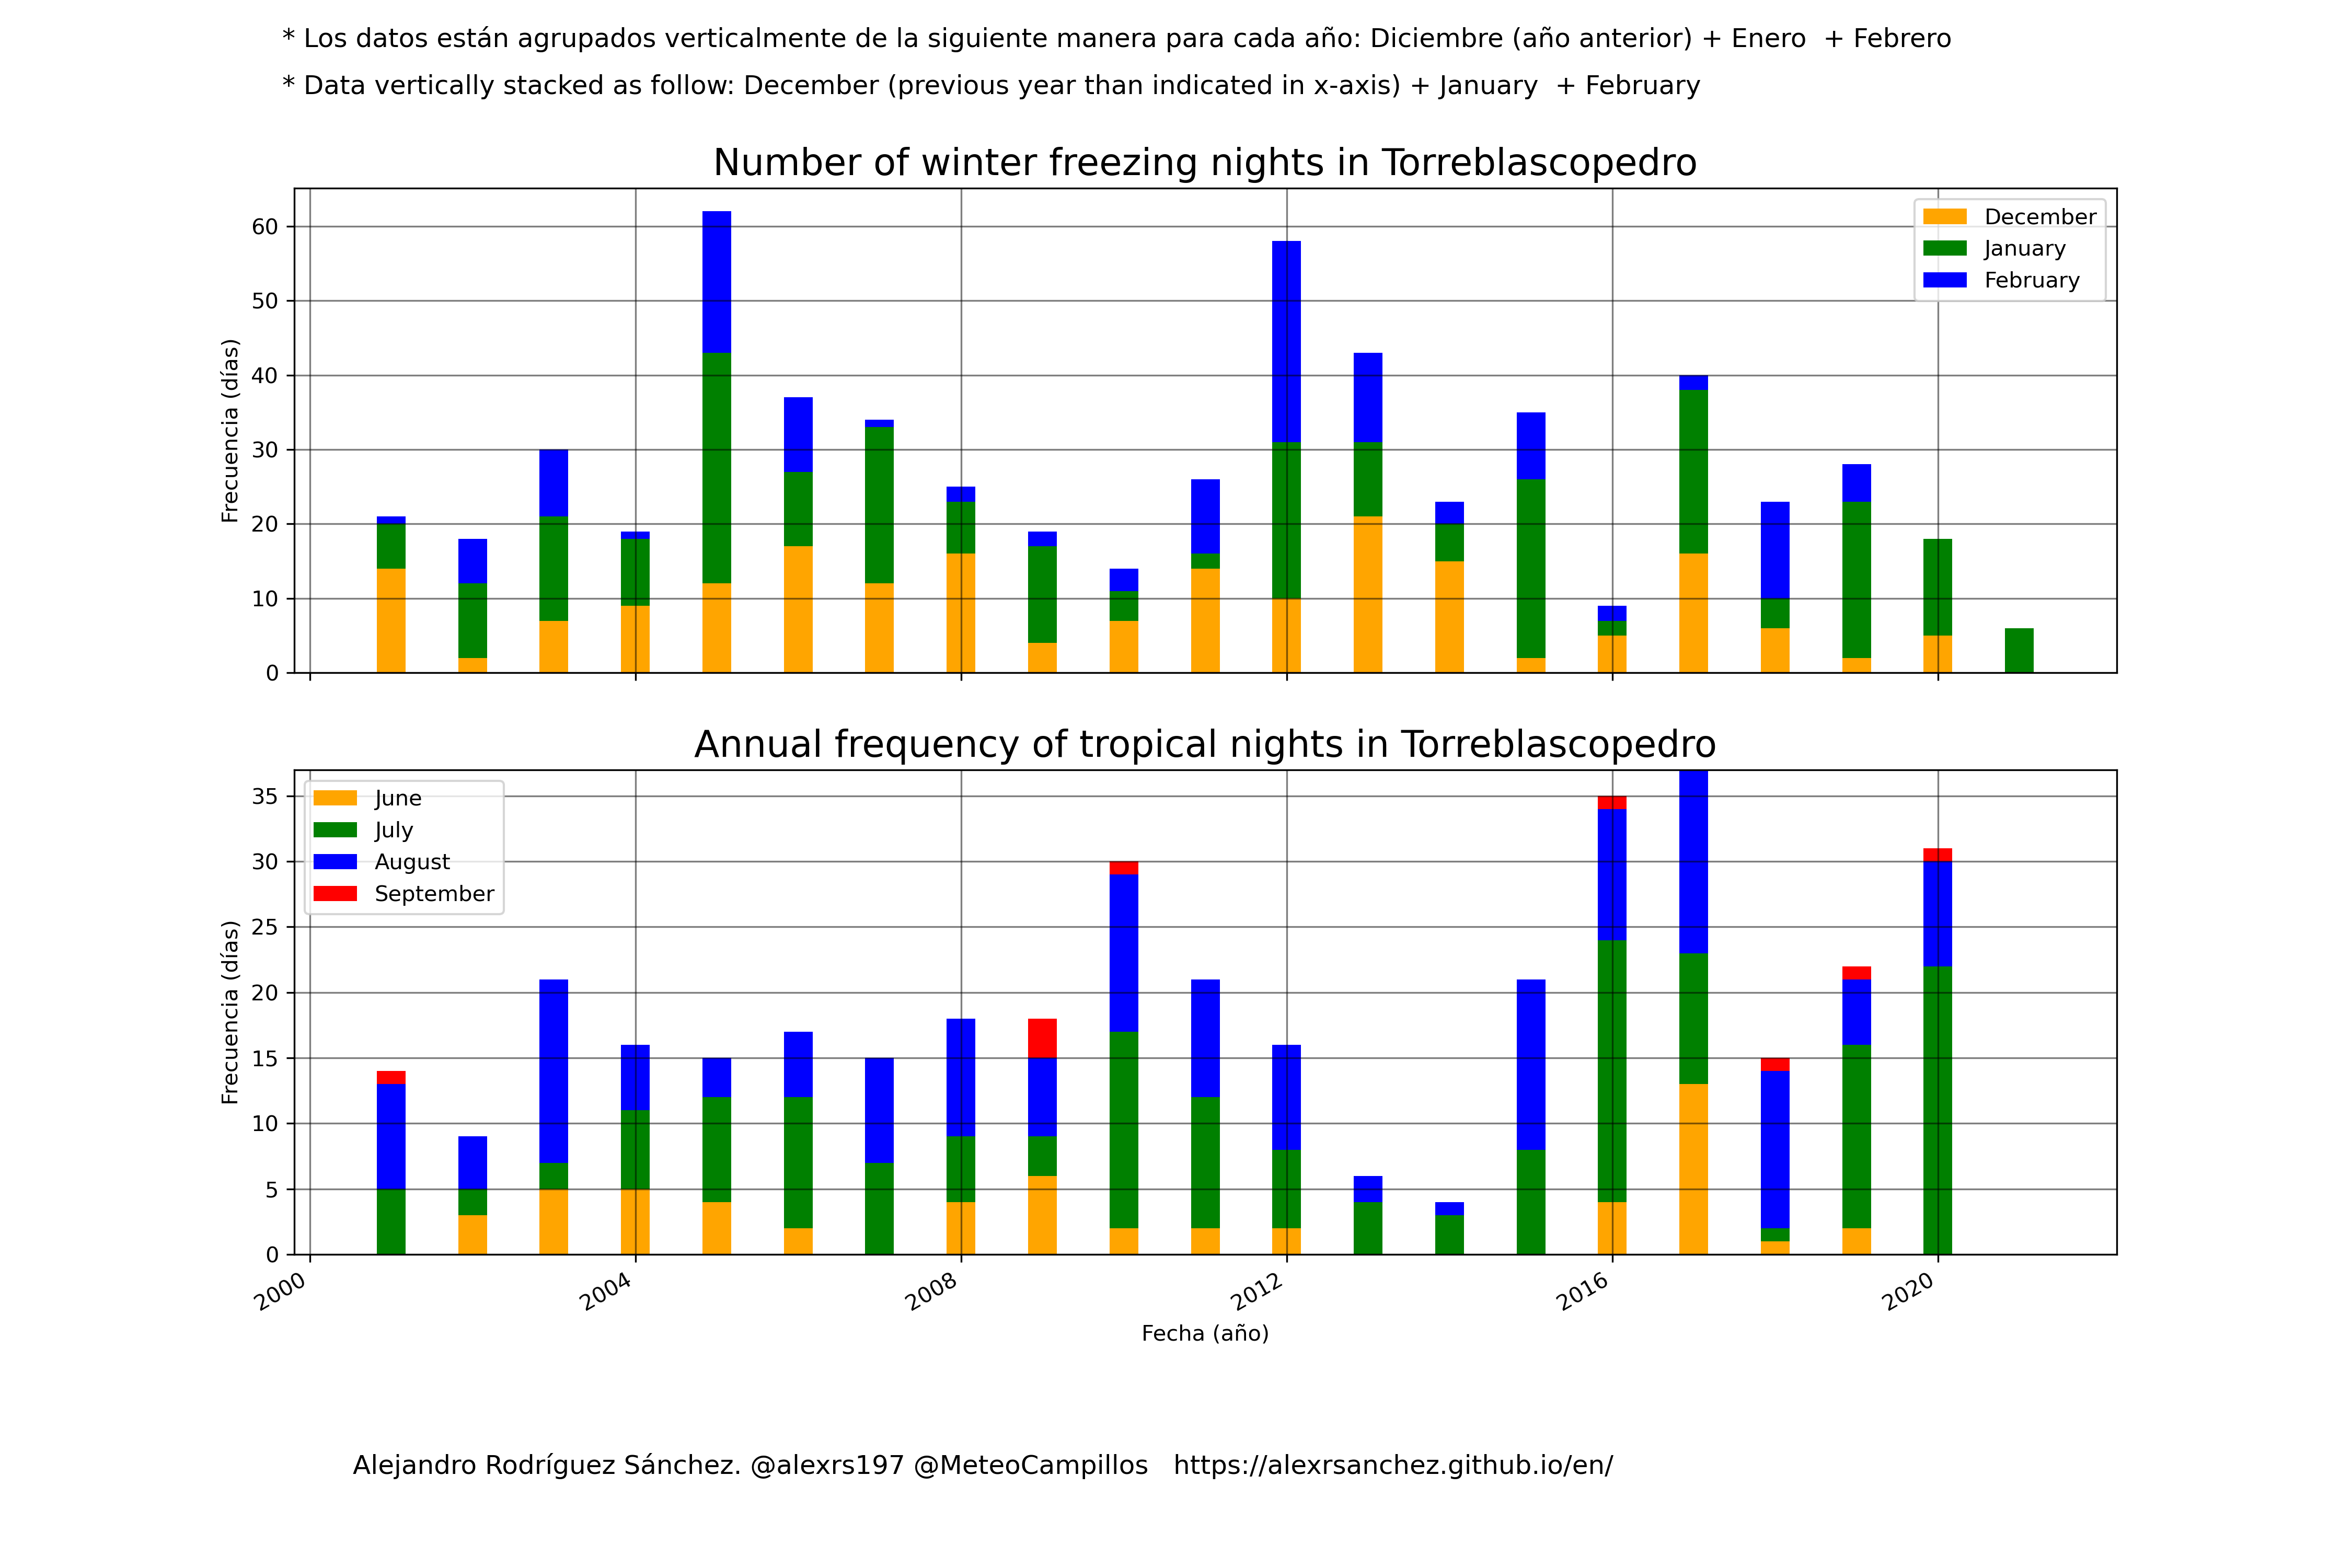 * Los datos están agrupados verticalmente de la siguiente manera para cada año: Diciembre (año anterior) + Enero  + Febrero
* Data vertically stacked as follow: December (previous year than indicated in x-axis) + January  + February
Number of winter freezing nights in Torreblascopedro
Frecuencia (días)
60
50
40
30
20
10
0
December
January
February
Annual frequency of tropical nights in Torreblascopedro
Frecuencia (días)
35
30
25
20
15
10
5
0
June
July
August
September
2000
2004
2008
2012
2016
2020
Fecha (año)
Alejandro Rodríguez Sánchez. @alexrs197 @MeteoCampillos   https://alexrsanchez.github.io/en/